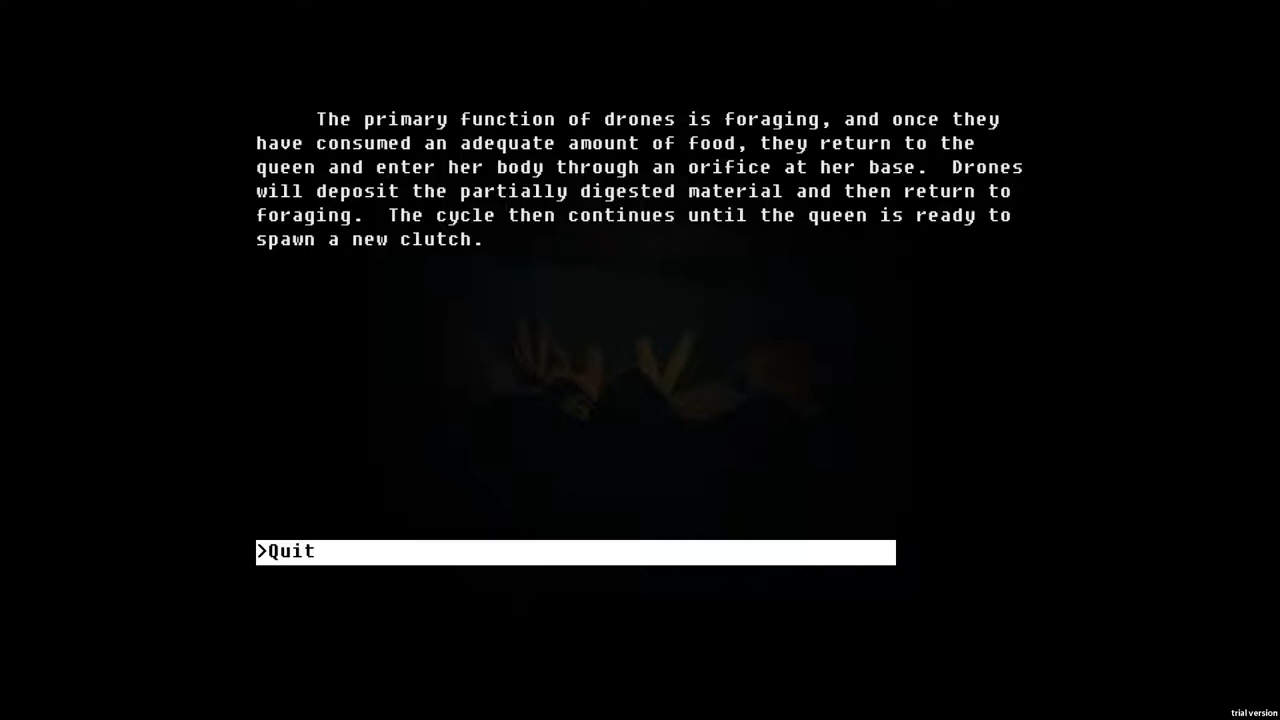 The primary function of drones is foraging, and once they
have consumed an adequate amount of food, they return to the
queen and enter her body through an orifice at her base.  Drones
will deposit the partially digested material and then return to
foraging.  The cycle then continues until the queen is ready to
spawn a new clutch.
>Quit
trial version